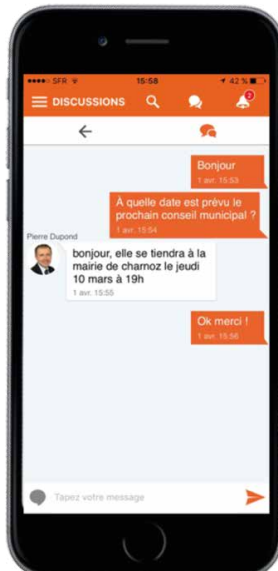 SFR 15:58 42 %
DISCUSSIONS 2
Bonjour
1 avr. 15:53
À quelle date est prévu le
prochain conseil municipal ?
1 avr. 15:54
Pierre Dupond
bonjour, elle se tiendra à la
mairie de charnoz le jeudi
10 mars à 19h
1 avr. 15:55
Ok merci !
1 avr. 15:56
Tapez votre message